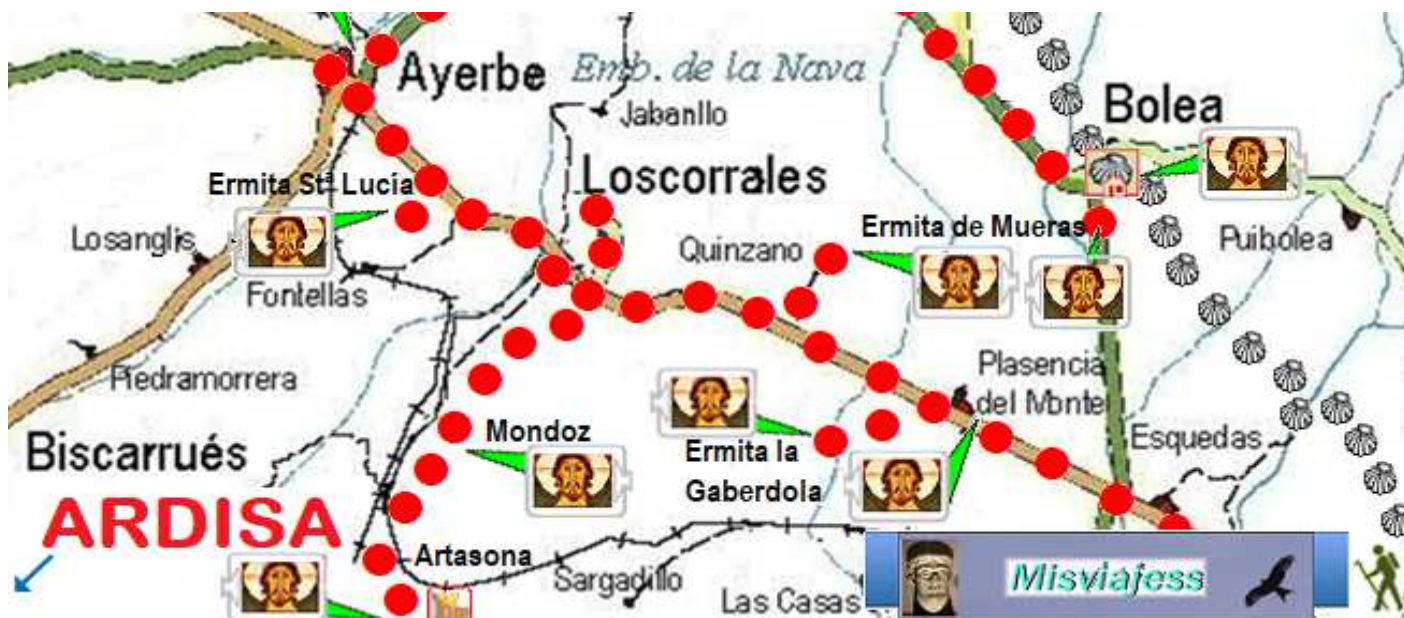 Ayerbe
Emb. de la Nava
Bolea
Jabanllo
Loscorrales
Ermita Stª Lucía
Ermita de Mueras
Losanglis
Quinzano
Puibolea
Fontellas
Piedramorrera
Plasencia
del Monte
Biscarrués
Mondoz
Esquedas
Ermita la
Gaberdola
ARDISA
Artasona
Sargadillo
Las Casas
Misviajess